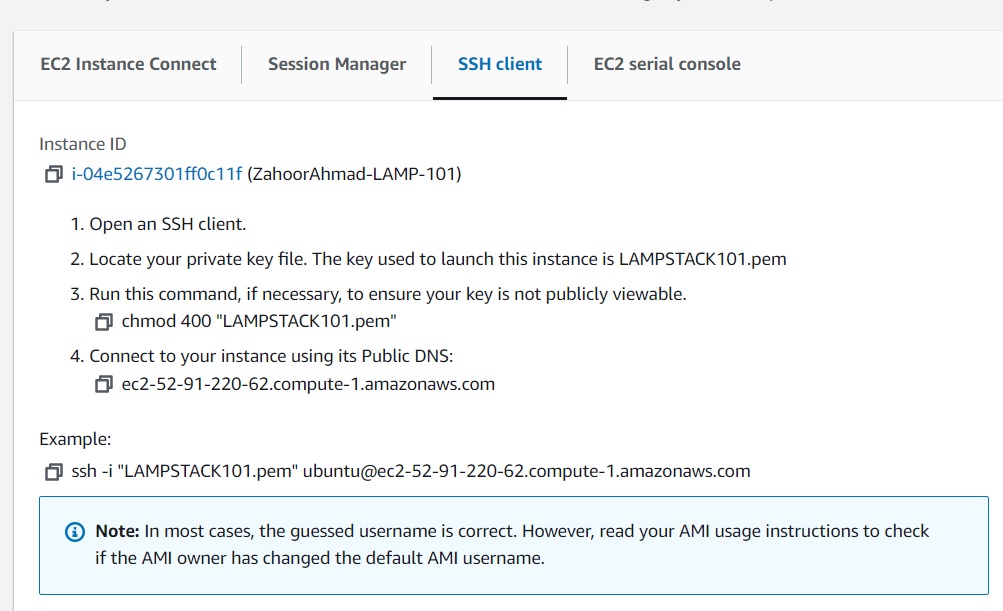 EC2 Instance Connect
Session Manager
SSH client
EC2 serial console
Instance ID
i-04e5267301ff0c11f (ZahoorAhmad-LAMP-101)
1. Open an SSH client.
2. Locate your private key file. The key used to launch this instance is LAMPSTACK101.pem
3. Run this command, if necessary, to ensure your key is not publicly viewable.
chmod 400 "LAMPSTACK101.pem"
4. Connect to your instance using its Public DNS:
ec2-52-91-220-62.compute-1.amazonaws.com
Example:
ssh -i "LAMPSTACK101.pem" ubuntu@ec2-52-91-220-62.compute-1.amazonaws.com
Note: In most cases, the guessed username is correct. However, read your AMI usage instructions to check
if the AMI owner has changed the default AMI username.